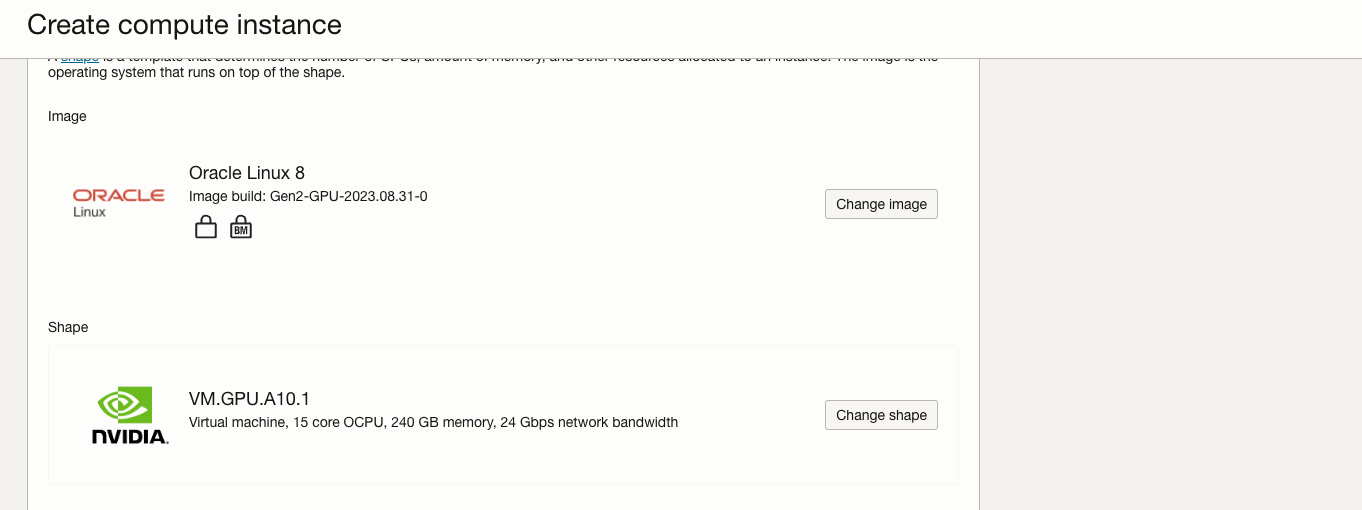 Create compute instance
A shape is a template that determines the number of CPUs, amount of memory, and other resources allocated to an instance. The image is the
operating system that runs on top of the shape.
Image
ORACLE
Linux
Oracle Linux 8
Image build: Gen2-GPU-2023.08.31-0
BM
Change image
Shape
NVIDIA.
VM.GPU.A10.1
Virtual machine, 15 core OCPU, 240 GB memory, 24 Gbps network bandwidth
Change shape